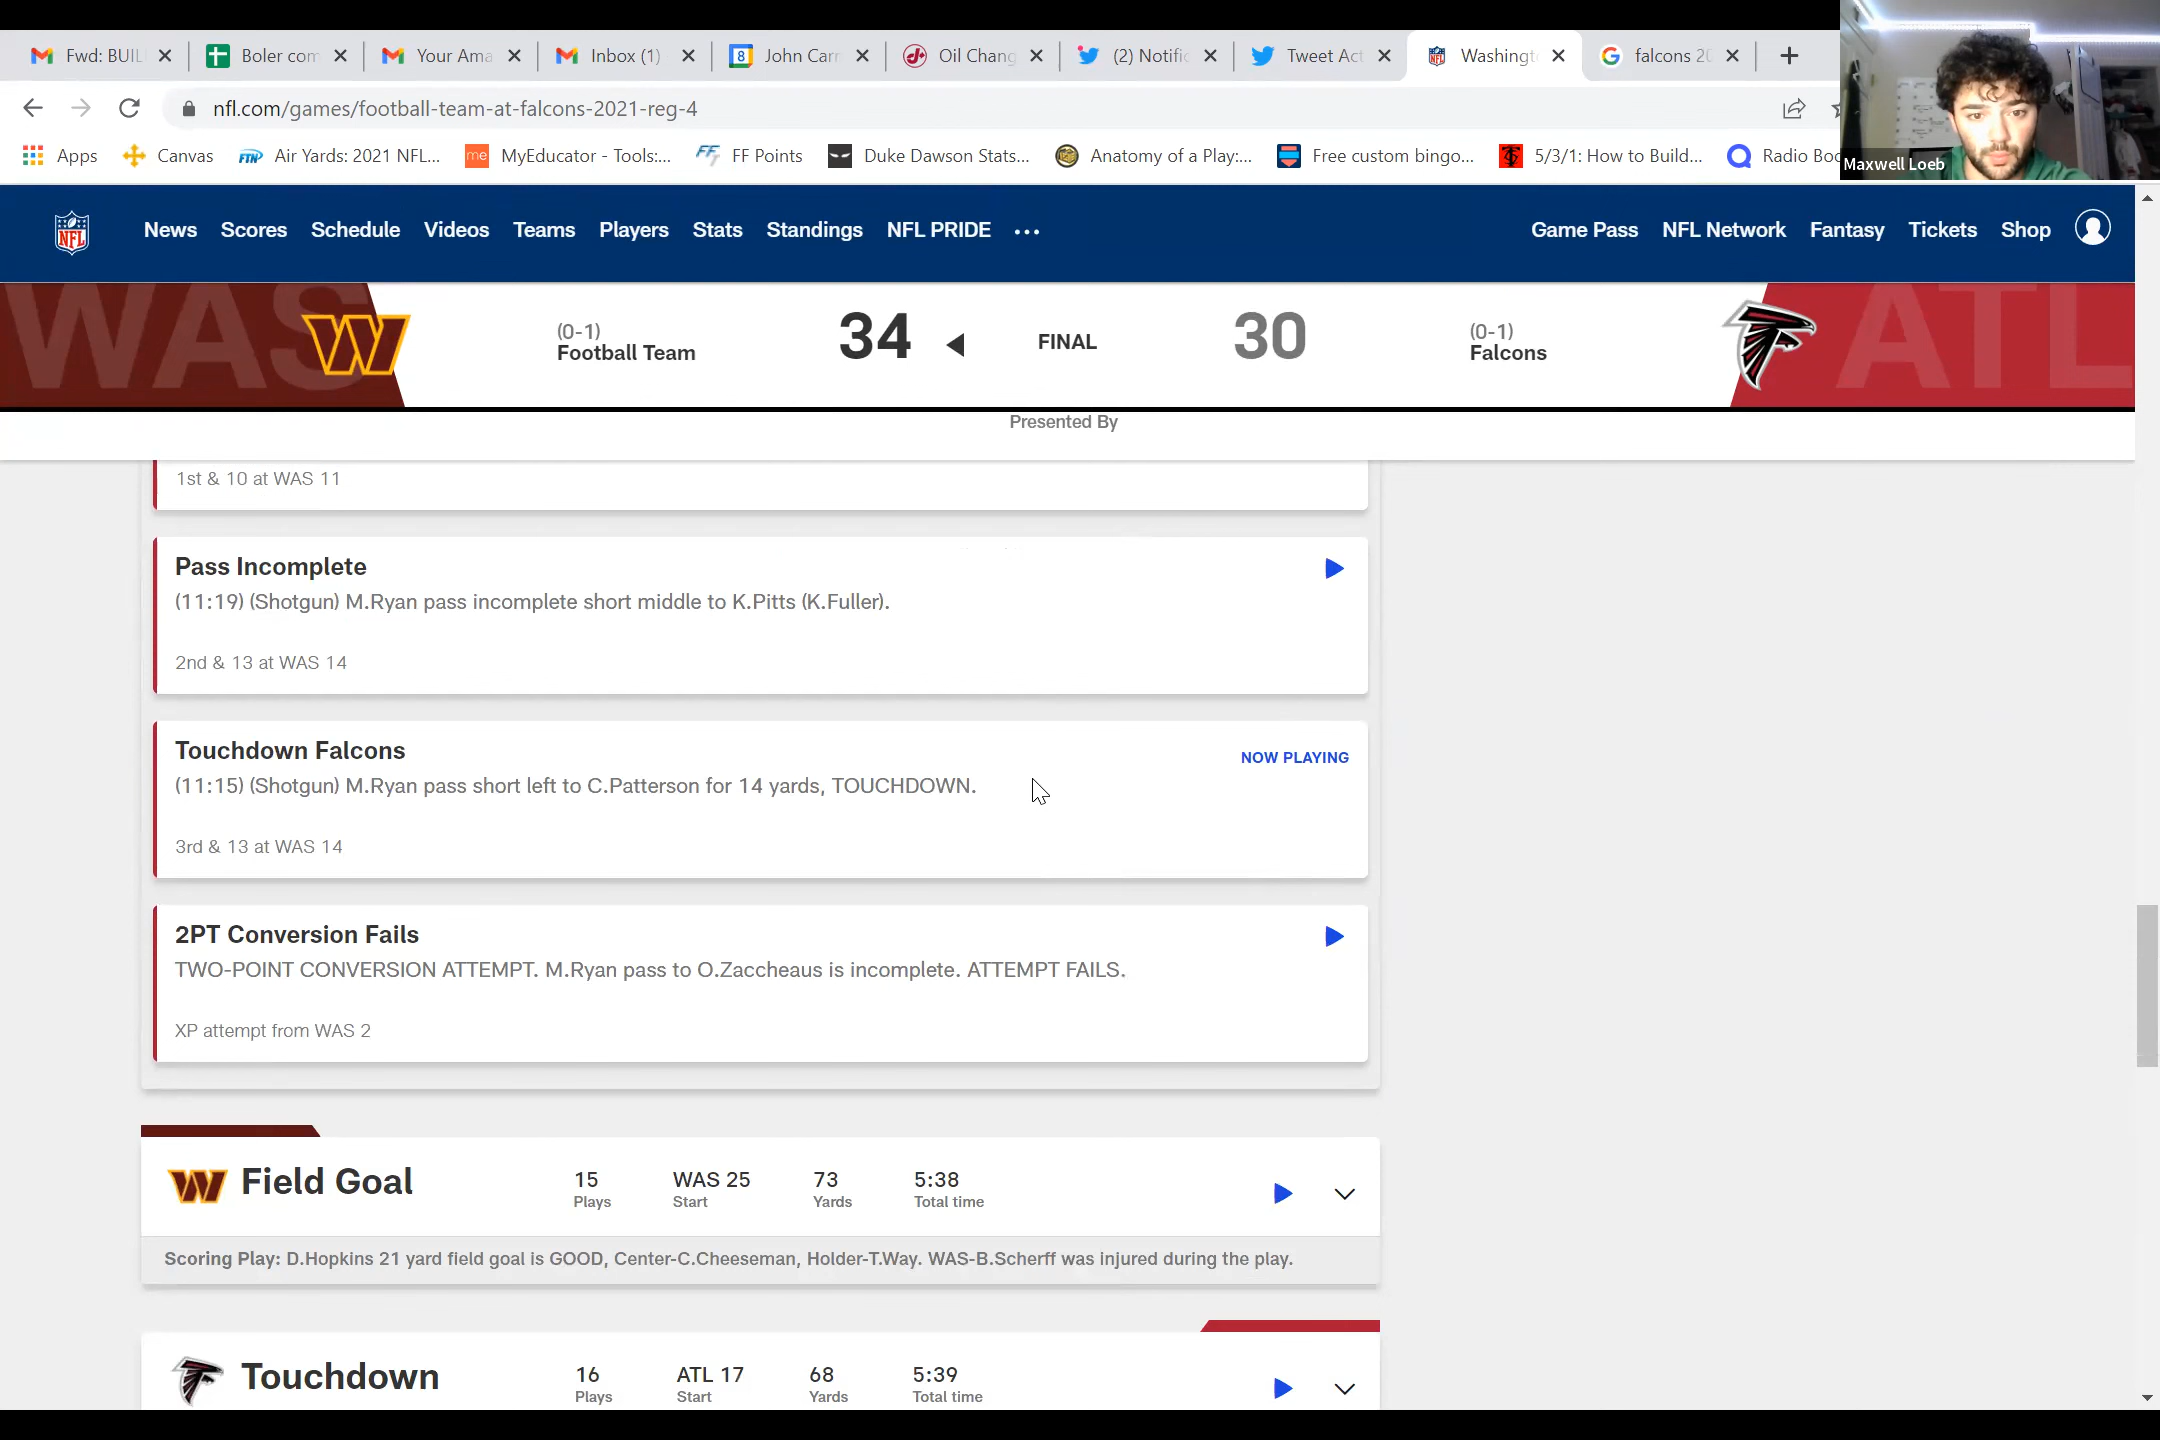 Fwd: BUIL
Boler com
Your Ama
Inbox (1)
8 John Carr
Oil Chang
(2) Notific
Tweet Act
Washingt
falcons 20
nfl.com/games/football-team-at-falcons-2021-reg-4
Apps
Canvas
FTN Air Yards: 2021 NFL...
me MyEducator - Tools:...
FF FF Points
Duke Dawson Stats...
Anatomy of a Play:...
Free custom bingo...
5/3/1: How to Build...
Radio Boo
Maxwell Loeb
NFL News Scores Schedule Videos Teams Players Stats Standings NFL PRIDE ... Game Pass NFL Network Fantasy Tickets Shop
WAS
(0-1)
Football Team
34
FINAL
30
(0-1)
Falcons
ATL
Presented By
1st & 10 at WAS 11
Pass Incomplete
(11:19) (Shotgun) M.Ryan pass incomplete short middle to K.Pitts (K.Fuller).
2nd & 13 at WAS 14
Touchdown Falcons
NOW PLAYING
(11:15) (Shotgun) M.Ryan pass short left to C.Patterson for 14 yards, TOUCHDOWN.
3rd & 13 at WAS 14
2PT Conversion Fails
TWO-POINT CONVERSION ATTEMPT. M.Ryan pass to O.Zaccheaus is incomplete. ATTEMPT FAILS.
XP attempt from WAS 2
W Field Goal
15 WAS 25 73 5:38
Plays Start Yards Total time
Scoring Play: D.Hopkins 21 yard field goal is GOOD, Center-C.Cheeseman, Holder-T.Way. WAS-B.Scherff was injured during the play.
Touchdown
16 ATL 17 68 5:39
Plays Start Yards Total time